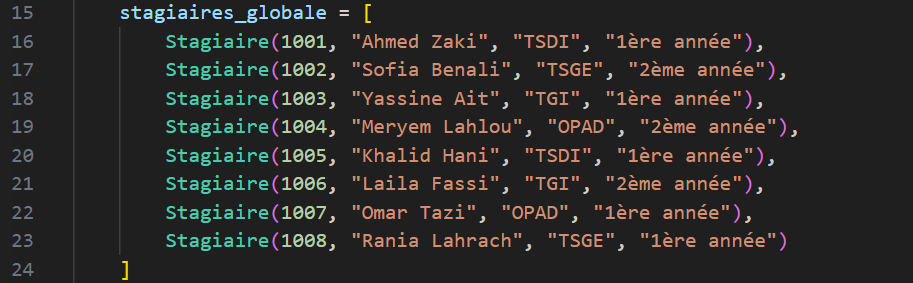 15 stagiaires_globale = [
16 Stagiaire(1001, "Ahmed Zaki", "TSDI", "1ère année"),
17 Stagiaire(1002, "Sofia Benali", "TSGE", "2ème année"),
18 Stagiaire(1003, "Yassine Ait", "TGI", "1ère année"),
19 Stagiaire(1004, "Meryem Lahlou", "OPAD", "2ème année"),
20 Stagiaire(1005, "Khalid Hani", "TSDI", "1ère année"),
21 Stagiaire(1006, "Laila Fassi", "TGI", "2ème année"),
22 Stagiaire(1007, "Omar Tazi", "OPAD", "1ère année"),
23 Stagiaire(1008, "Rania Lahrach", "TSGE", "1ère année")
24 ]